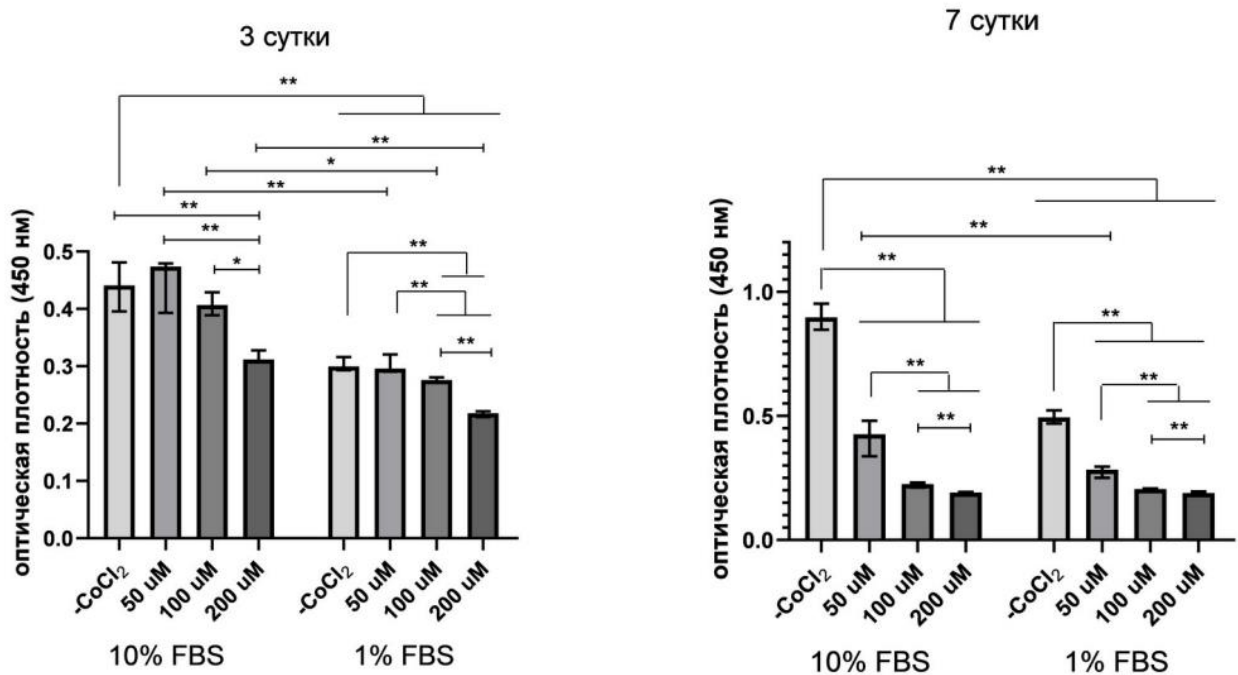 3 сутки
**
**
*
**
**
**
*
**
**
**
оптическая плотность (450 нм)
0.5
0.4
0.3
0.2
0.1
0.0
-CoCl₂
50 uM
100 uM
200 uM
-CoCl₂
50 uM
100 uM
200 uM
10% FBS
1% FBS
7 сутки
**
**
**
**
**
**
**
**
оптическая плотность (450 нм)
1.0
0.5
0.0
-CoCl₂
50 uM
100 uM
200 uM
-CoCl₂
50 uM
100 uM
200 uM
10% FBS
1% FBS